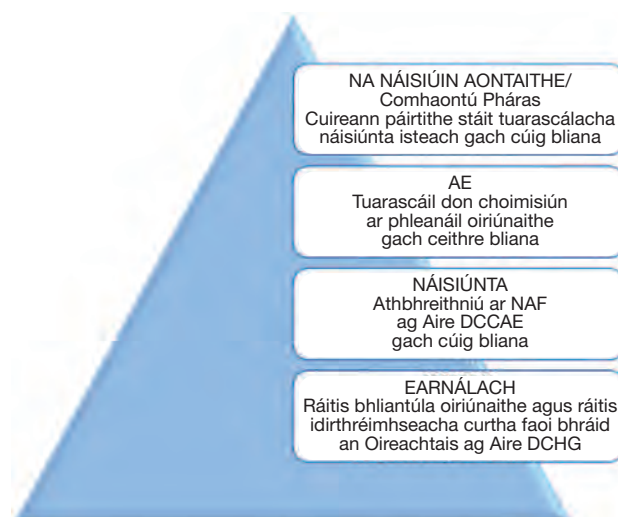 NA NÁISIÚIN AONTAITHE/
Comhaontú Pháras
Cuireann páirtithe stáit tuarascálacha
náisiúnta isteach gach cúig bliana
AE
Tuarascáil don choimisiún
ar phleanáil oiriúnaithe
gach ceithre bliana
NÁISIÚNTA
Athbhreithniú ar NAF
ag Aire DCCAE
gach cúig bliana
EARNÁLACH
Ráitis bhliantúla oiriúnaithe agus ráitis
idirthréimhseacha curtha faoi bhráid
an Oireachtais ag Aire DCHG